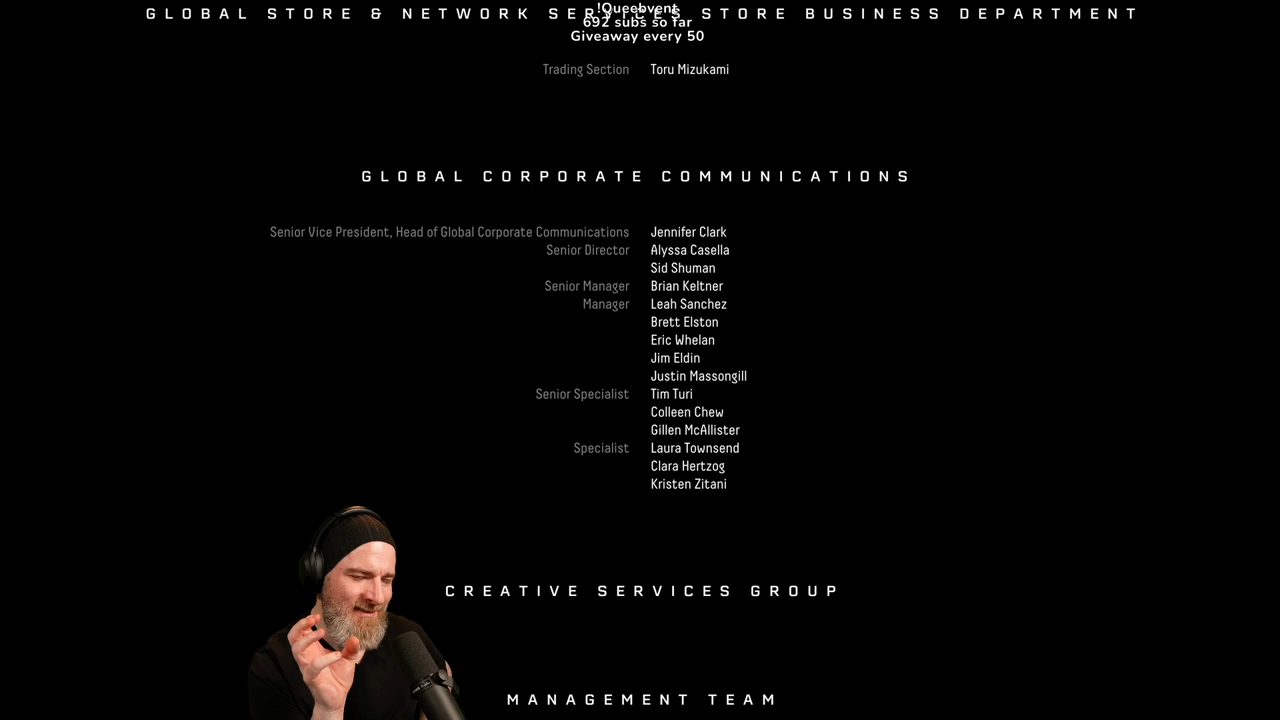 GLOBAL STORE & NETWORK SERVICES STORE BUSINESS DEPARTMENT
!Queebvent
692 subs so far
Giveaway every 50
Trading Section Toru Mizukami
GLOBAL CORPORATE COMMUNICATIONS
Senior Vice President, Head of Global Corporate Communications Jennifer Clark
Senior Director Alyssa Casella
Sid Shuman
Senior Manager Brian Keltner
Manager Leah Sanchez
Brett Elston
Eric Whelan
Jim Eldin
Justin Massongill
Senior Specialist Tim Turi
Colleen Chew
Gillen McAllister
Specialist Laura Townsend
Clara Hertzog
Kristen Zitani
CREATIVE SERVICES GROUP
MANAGEMENT TEAM